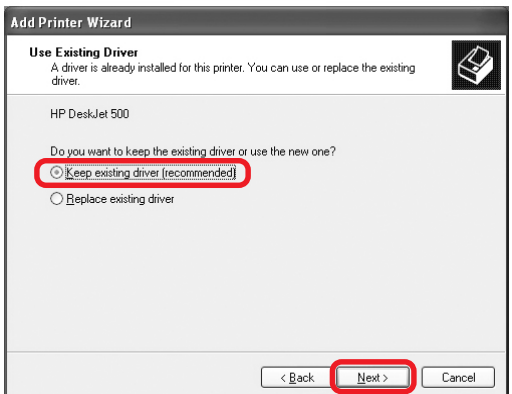 Add Printer Wizard
Use Existing Driver
A driver is already installed for this printer. You can use or replace the existing
driver.
HP DeskJet 500
Do you want to keep the existing driver or use the new one?
Keep existing driver (recommended)
Replace existing driver
< Back Next > Cancel